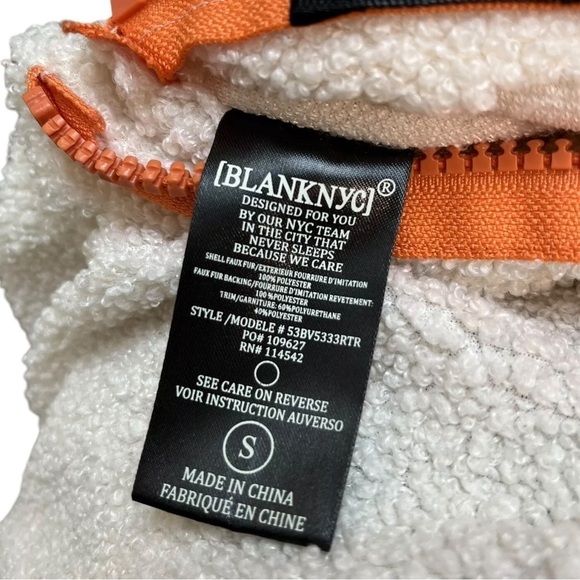 [BLANKNYC]®
DESIGNED FOR YOU
BY OUR NYC TEAM
IN THE CITY THAT
NEVER SLEEPS
BECAUSE WE CARE
SHELL FAUX FUR/EXTERIEUR FOURRURE D'IMITATION
100%POLYESTER
FAUX FUR BACKING/FOURRURE D'IMITATION REVETEMENT:
100%POLYESTER
TRIM/GARNITURE: 60%POLYURETHANE
40%POLYESTER
STYLE /MODELE # 53BV5333RTR
PO# 109627
RN# 114542
SEE CARE ON REVERSE
VOIR INSTRUCTION AUVERSO
S
MADE IN CHINA
FABRIQUÉ EN CHINE